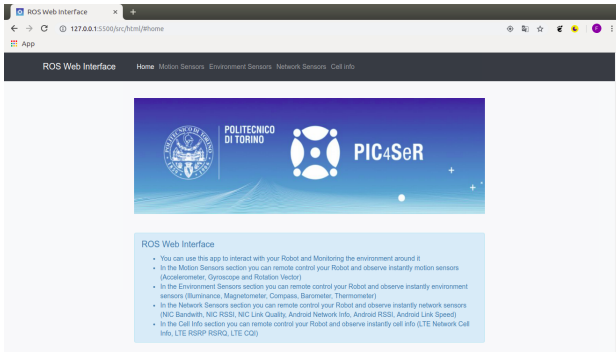 ROS Web Interface
127.0.0.1:5500/src/html/#home
App
ROS Web Interface Home Motion Sensors Environment Sensors Network Sensors Cell info
POLITECNICO
DI TORINO
PIC4SeR
ROS Web Interface
You can use this app to interact with your Robot and Monitoring the environment around it
In the Motion Sensors section you can remote control your Robot and observe instantly motion sensors
(Accelerometer, Gyroscope and Rotation Vector)
In the Environment Sensors section you can remote control your Robot and observe instantly environment
sensors (Illuminance, Magnetometer, Compass, Barometer, Thermometer)
In the Network Sensors section you can remote control your Robot and observe instantly network sensors
(NIC Bandwith, NIC RSSI, NIC Link Quality, Android Network Info, Android RSSI, Android Link Speed)
In the Cell Info section you can remote control your Robot and observe instantly cell info (LTE Network Cell
Info, LTE RSRP RSRQ, LTE CQI)